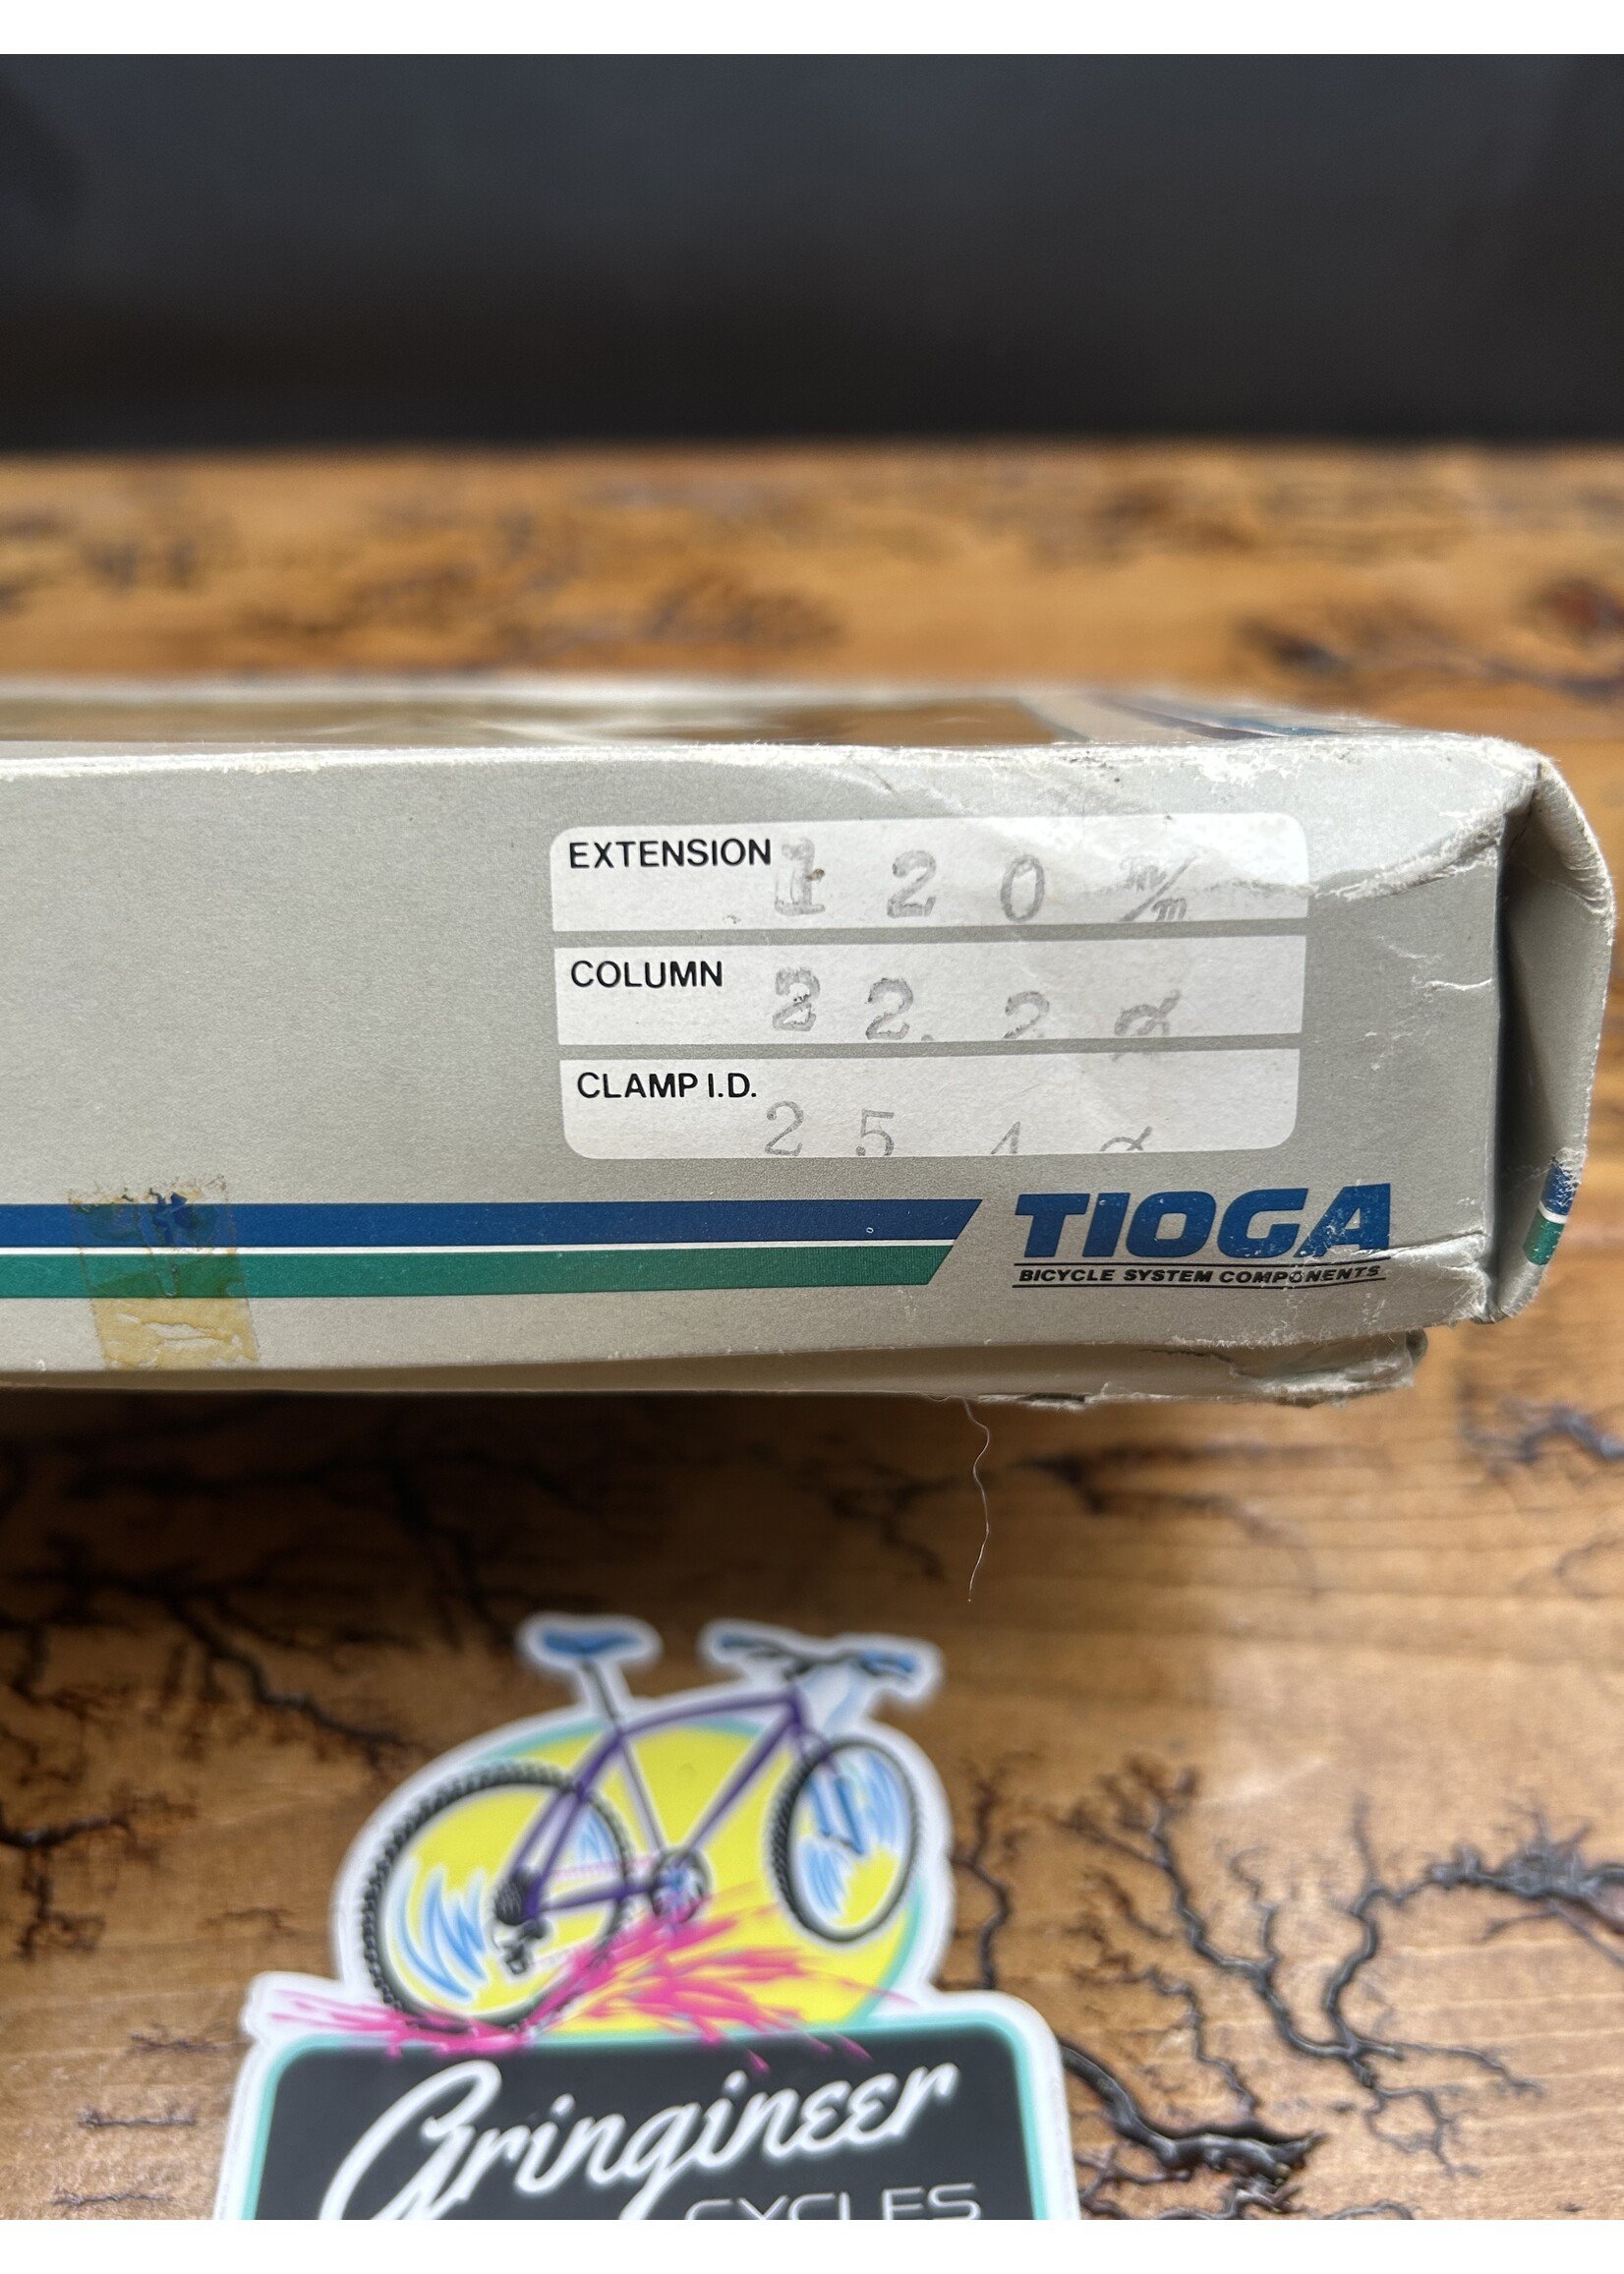 EXTENSION 120 m/m
COLUMN 22.2 ø
CLAMP I.D. 25.4 ø
TIOGA
BICYCLE SYSTEM COMPONENTS
Gringineer
CYCLES